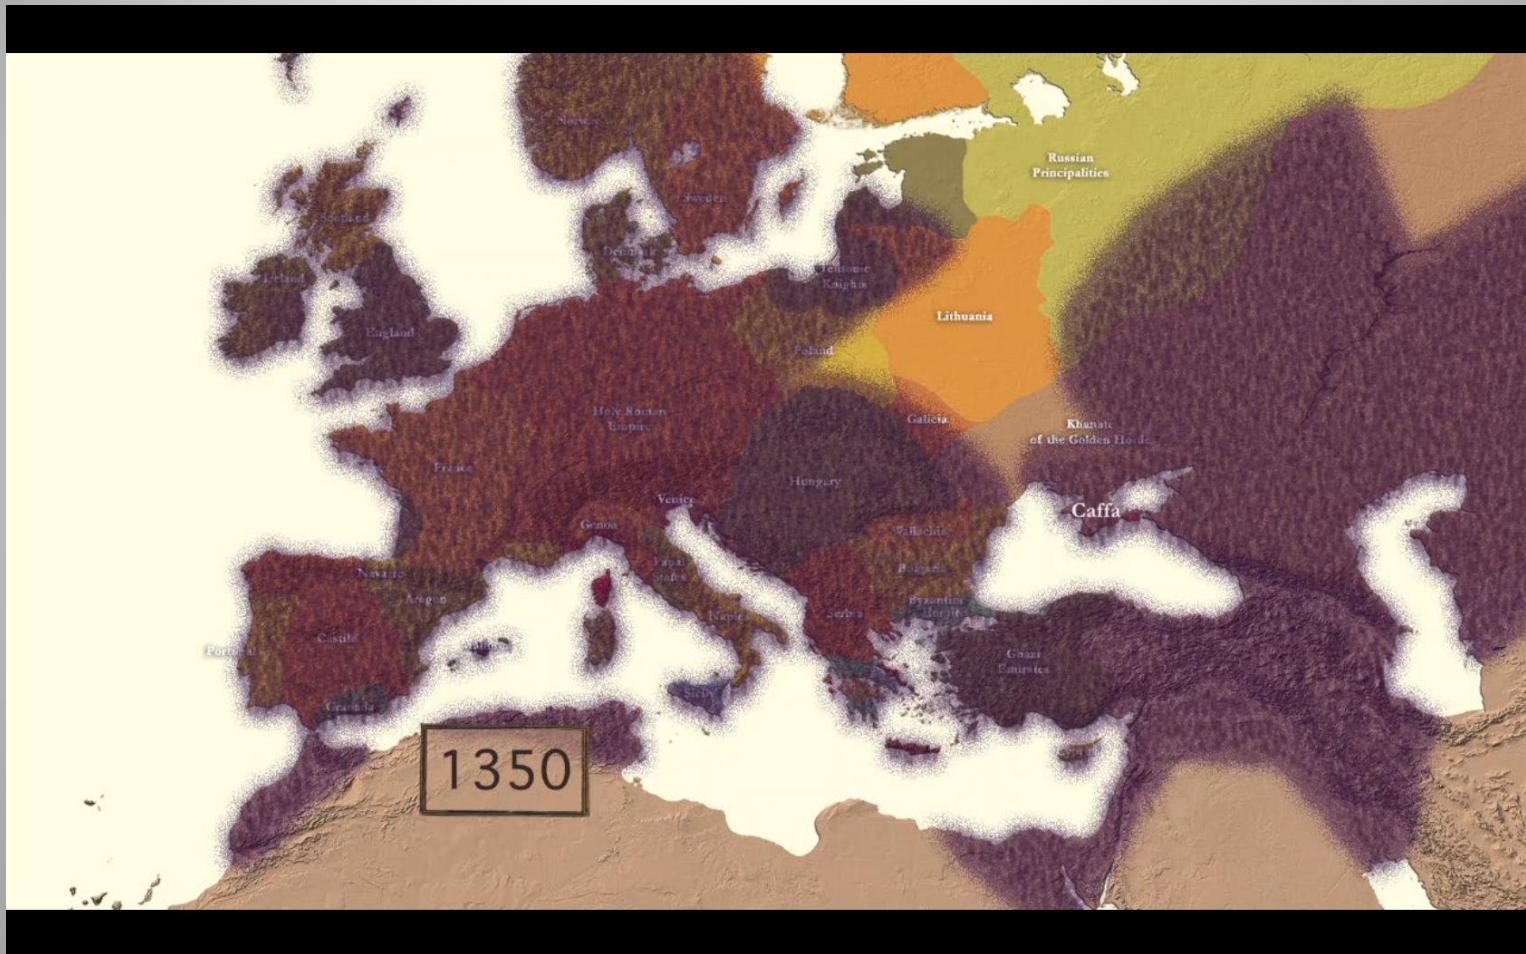 Norway
Russian
Principalities
Scotland
Sweden
Denmark
Ireland
Teutonic
Knights
England
Lithuania
Poland
Holy Roman
Empire
Galicia
Khanate
of the Golden Horde
France
Hungary
Venice
Caffa
Genoa
Wallachia
Navarre
Papal
States
Bulgaria
Aragon
Byzantine
Empire
Serbia
Naples
Castile
Portugal
Ghazi
Emirates
Sicily
Granada
1350